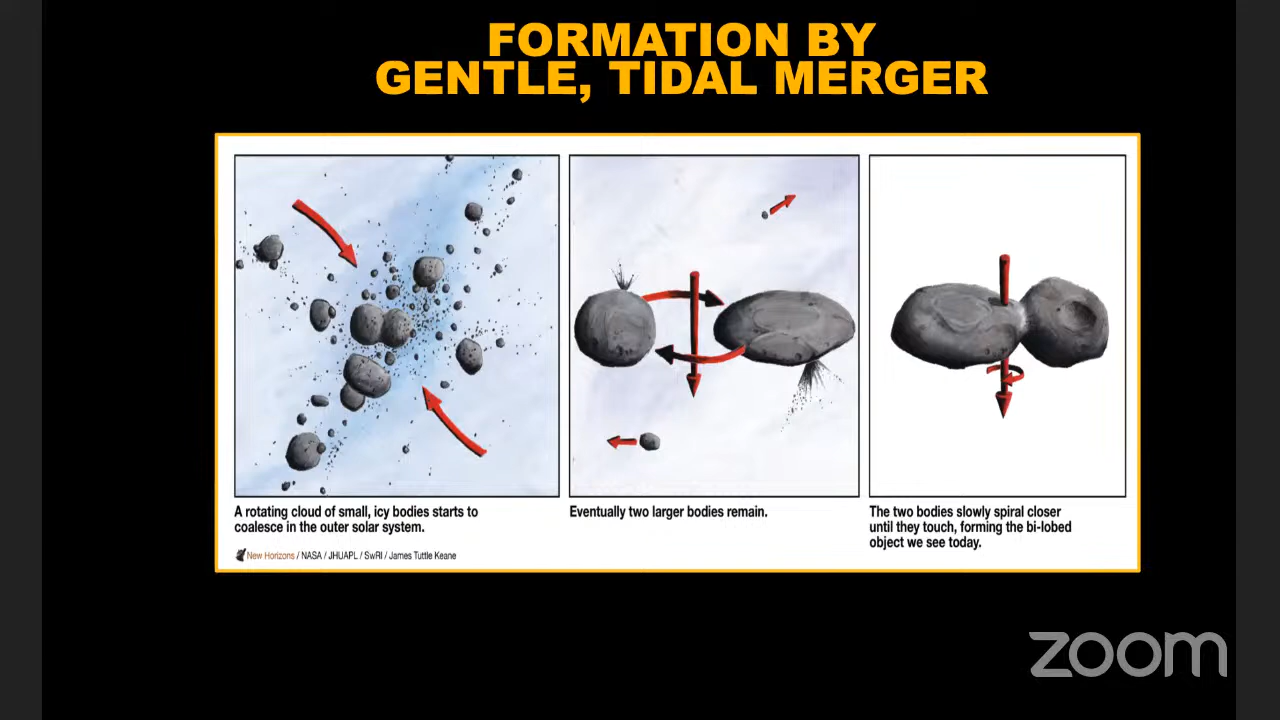 FORMATION BY
GENTLE, TIDAL MERGER
A rotating cloud of small, icy bodies starts to
coalesce in the outer solar system.
New Horizons / NASA / JHUAPL / SwRI / James Tuttle Keane
Eventually two larger bodies remain.
The two bodies slowly spiral closer
until they touch, forming the bi-lobed
object we see today.
zoom